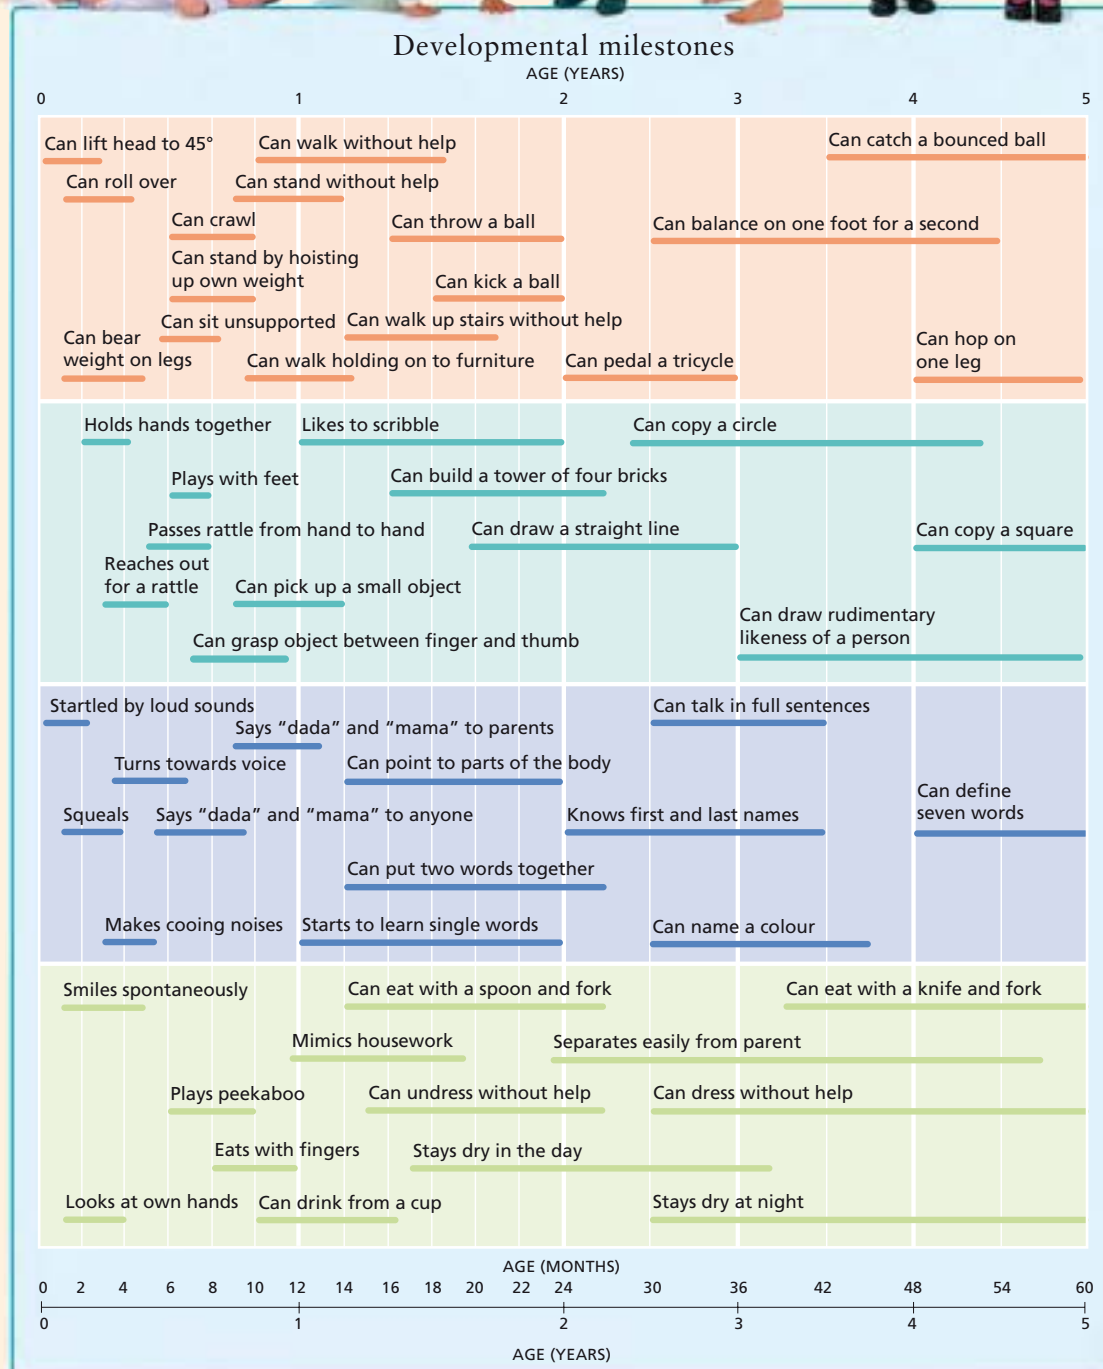 Developmental milestones
AGE (YEARS)
0 1 2 3 4 5
Can lift head to 45°
Can walk without help
Can catch a bounced ball
Can roll over
Can stand without help
Can crawl
Can throw a ball
Can balance on one foot for a second
Can stand by hoisting
up own weight
Can kick a ball
Can sit unsupported
Can walk up stairs without help
Can bear
weight on legs
Can walk holding on to furniture
Can pedal a tricycle
Can hop on
one leg
Holds hands together
Likes to scribble
Can copy a circle
Plays with feet
Can build a tower of four bricks
Passes rattle from hand to hand
Can draw a straight line
Can copy a square
Reaches out
for a rattle
Can pick up a small object
Can draw rudimentary
likeness of a person
Can grasp object between finger and thumb
Startled by loud sounds
Can talk in full sentences
Says “dada” and “mama” to parents
Turns towards voice
Can point to parts of the body
Can define
seven words
Squeals
Says “dada” and “mama” to anyone
Knows first and last names
Can put two words together
Makes cooing noises
Starts to learn single words
Can name a colour
Smiles spontaneously
Can eat with a spoon and fork
Can eat with a knife and fork
Mimics housework
Separates easily from parent
Plays peekaboo
Can undress without help
Can dress without help
Eats with fingers
Stays dry in the day
Looks at own hands
Can drink from a cup
Stays dry at night
AGE (MONTHS)
0 2 4 6 8 10 12 14 16 18 20 22 24 30 36 42 48 54 60
0 1 2 3 4 5
AGE (YEARS)